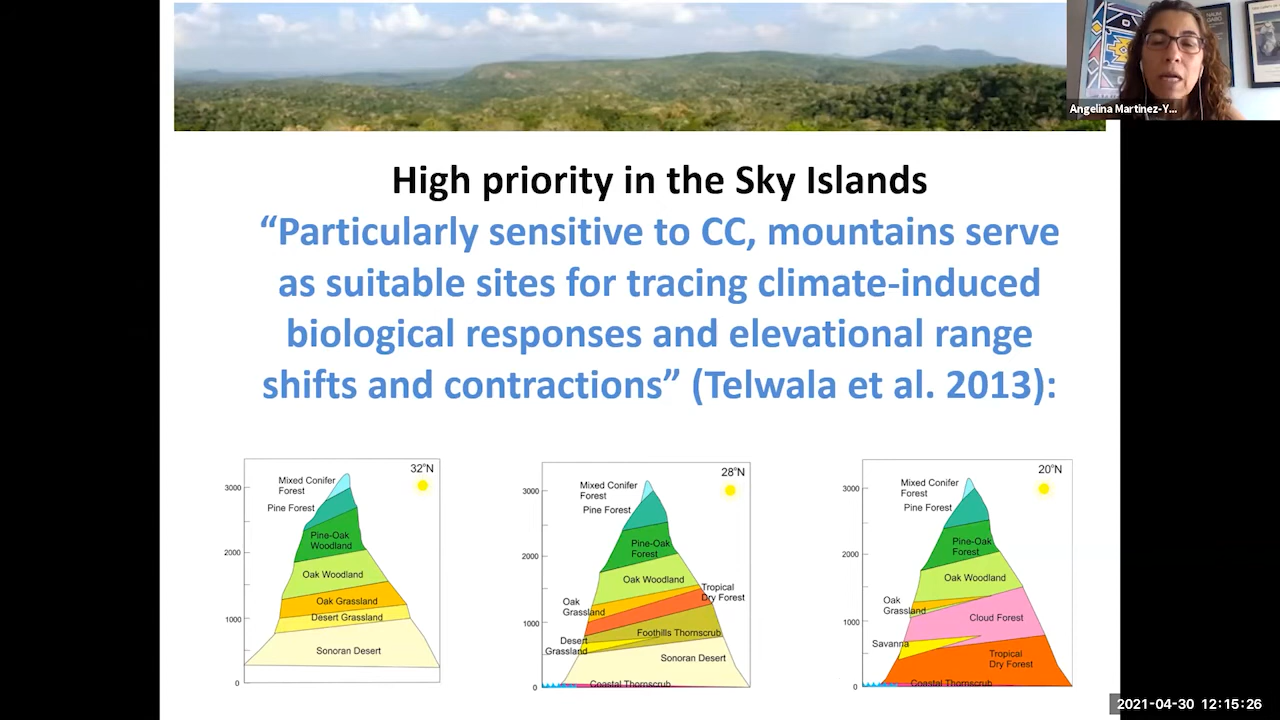 Angelina Martinez-Y...
High priority in the Sky Islands
“Particularly sensitive to CC, mountains serve
as suitable sites for tracing climate-induced
biological responses and elevational range
shifts and contractions” (Telwala et al. 2013):
32°N
Mixed Conifer
Forest
3000
Pine Forest
Pine-Oak
Woodland
2000
Oak Woodland
Oak Grassland
Desert Grassland
1000
Sonoran Desert
0
28°N
Mixed Conifer
Forest
3000
Pine Forest
Pine-Oak
Forest
2000
Oak Woodland
Tropical
Dry Forest
Oak
Grassland
1000
Foothills Thornscrub
Desert
Grassland
Sonoran Desert
Coastal Thornscrub
0
20°N
Mixed Conifer
Forest
3000
Pine Forest
Pine-Oak
Forest
2000
Oak Woodland
Oak
Grassland
Cloud Forest
1000
Savanna
Tropical
Dry Forest
Coastal Thornscrub
0
2021-04-30 12:15:26